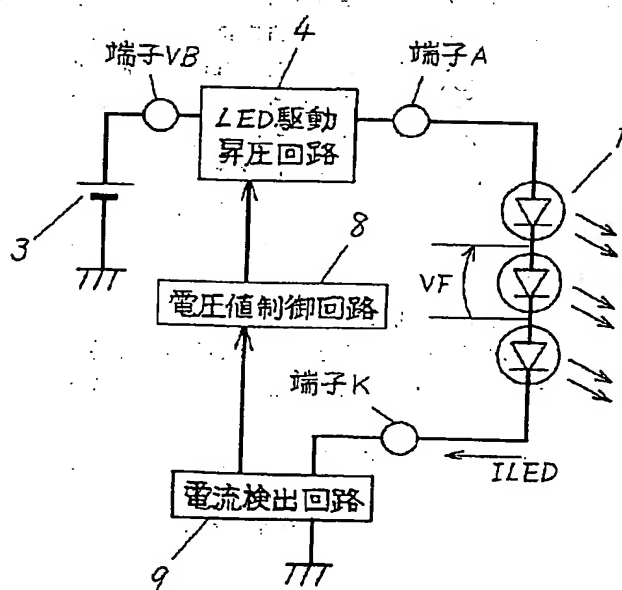 端子VB
4
端子A
LED駆動
昇圧回路
1
3
8
VF
電圧値制御回路
端子K
ILED
電流検出回路
9